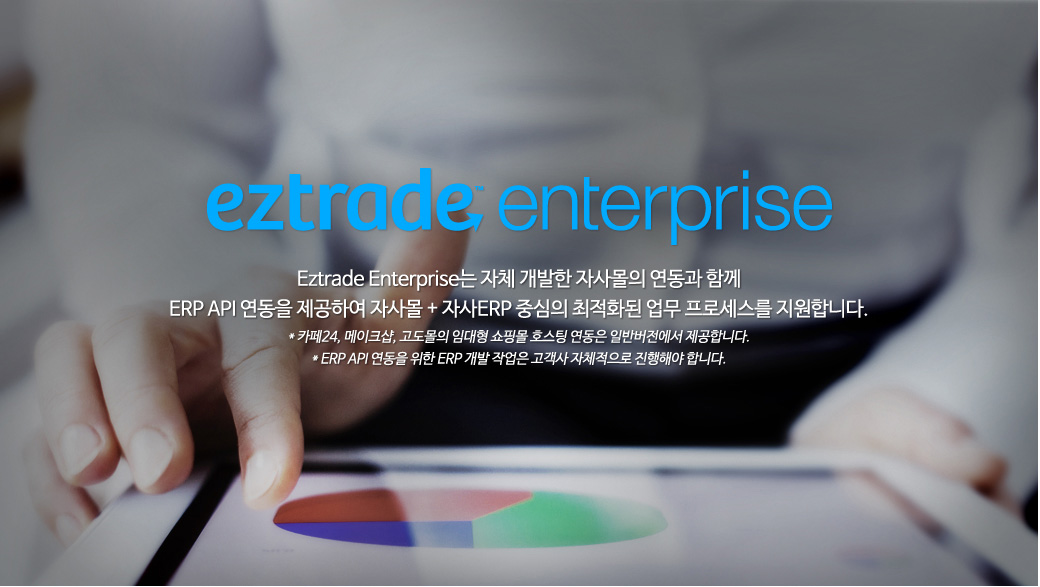 eztrade enterprise
Eztrade Enterprise는 자체 개발한 자사몰의 연동과 함께
ERP API 연동을 제공하여 자사몰 + 자사ERP 중심의 최적화된 업무 프로세스를 지원합니다.
* 카페24, 메이크샵, 고도몰의 임대형 쇼핑몰 호스팅 연동은 일반버전에서 제공합니다.
* ERP API 연동을 위한 ERP 개발 작업은 고객사 자체적으로 진행해야 합니다.